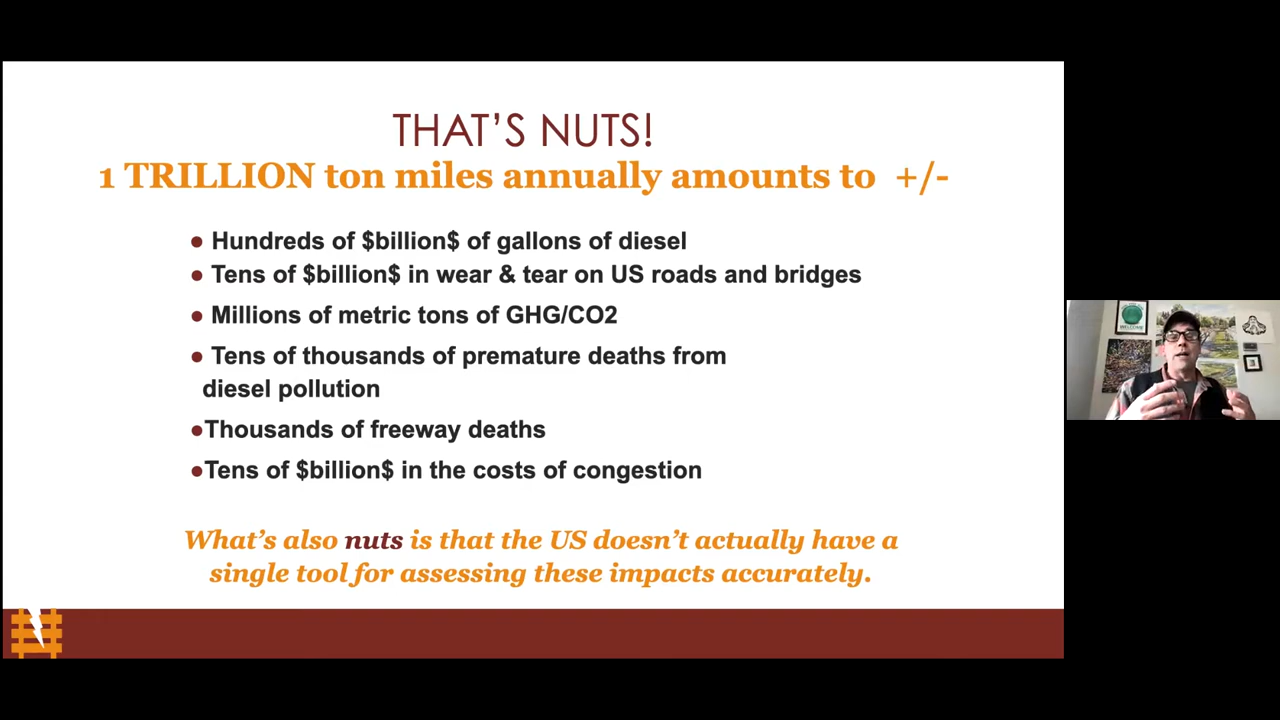 THAT'S NUTS!
1 TRILLION ton miles annually amounts to +/-
● Hundreds of $billion$ of gallons of diesel
● Tens of $billion$ in wear & tear on US roads and bridges
● Millions of metric tons of GHG/CO2
● Tens of thousands of premature deaths from
diesel pollution
●Thousands of freeway deaths
●Tens of $billion$ in the costs of congestion
What's also nuts is that the US doesn't actually have a
single tool for assessing these impacts accurately.
WELCOME